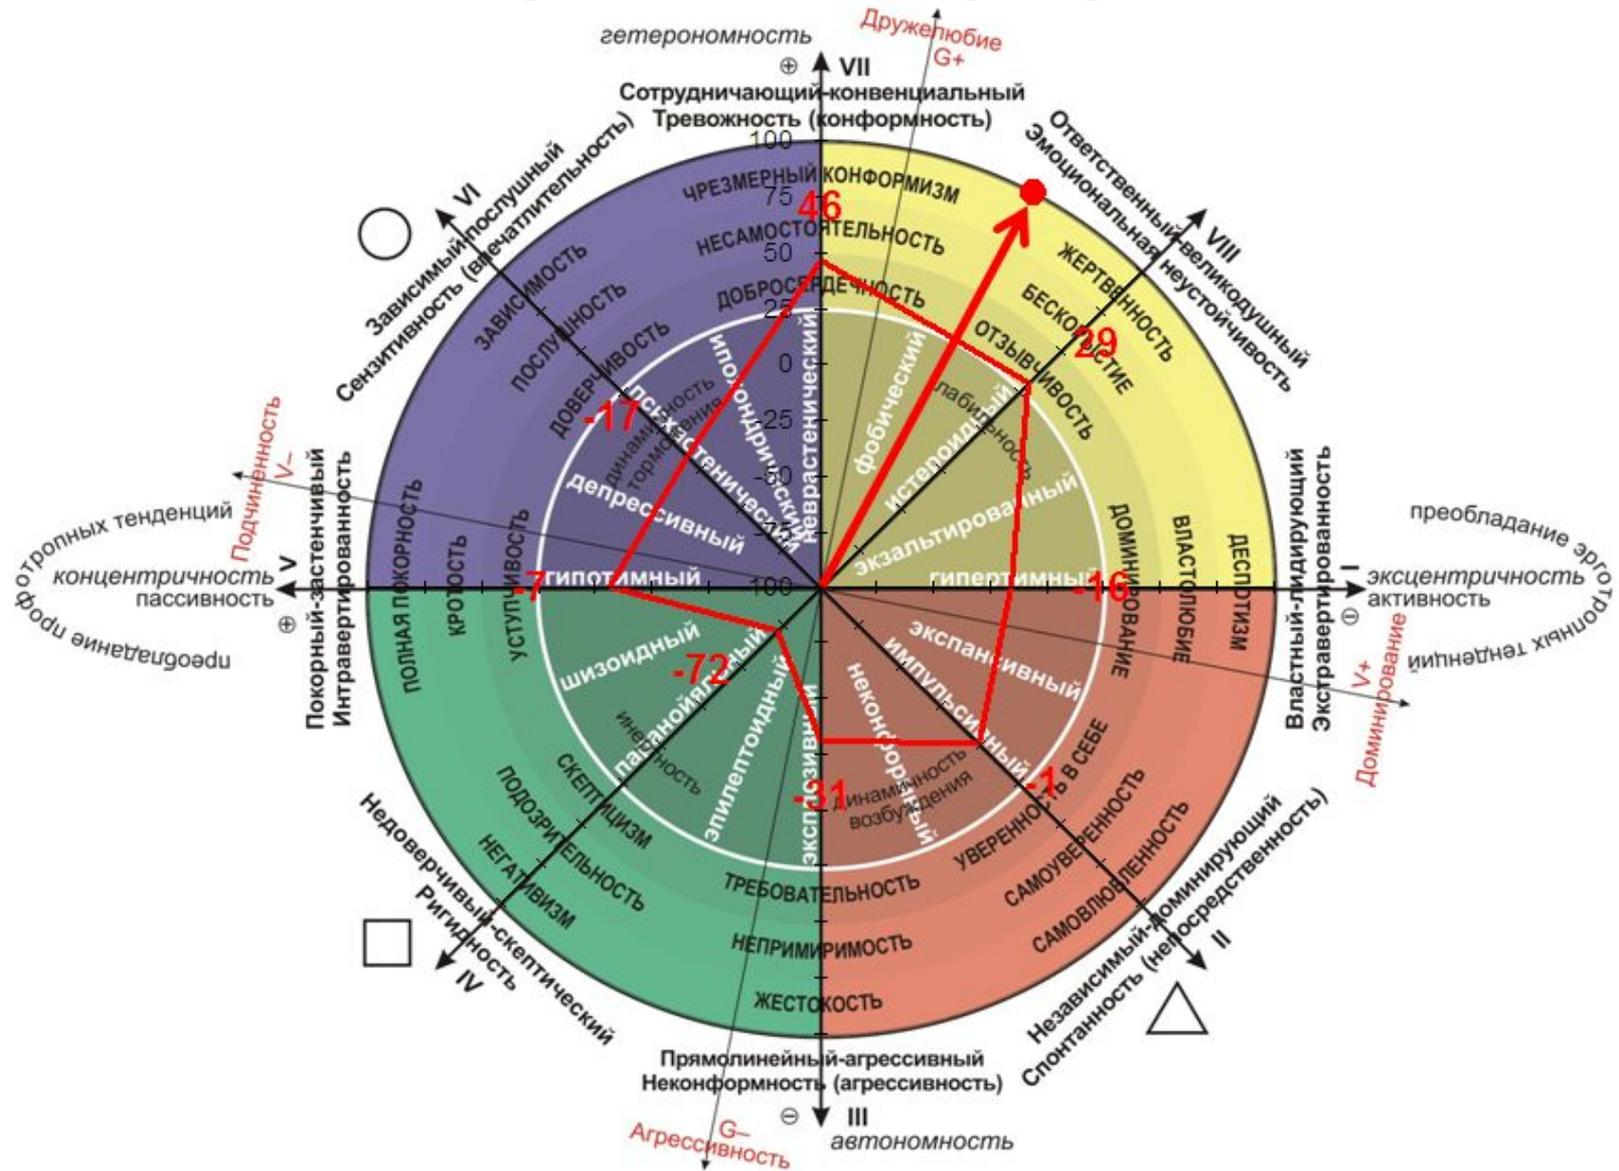 гетерономность
Дружелюбие
G+
⊕ VII
Сотрудничающий-конвенциальный
Тревожность (конформность)
Ответственный-великодушный
Эмоциональная неустойчивость
VIII
VI
Зависимый-послушный
Сензитивность (впечатлительность)
100
75
50
25
0
-25
-50
100
ЧРЕЗМЕРНЫЙ КОНФОРМИЗМ
46
НЕСАМОСТОЯТЕЛЬНОСТЬ
ДОБРОСЕРДЕЧНОСТЬ
ЖЕРТВЕННОСТЬ
БЕСКОРЫСТИЕ
29
ОТЗЫВЧИВОСТЬ
ЗАВИСИМОСТЬ
ПОСЛУШНОСТЬ
ДОВЕРЧИВОСТЬ
-17
ипохондрический
неврастенический
фобический
лабильность
истероидный
психастенический
динамичность
торможения
депрессивный
экзальтированный
гипотимный
гипертимный
Подчиненность
V–
преобладание трофотропных тенденций
концентричность
пассивность
V
⊕
Покорный-застенчивый
Интравертированность
ПОЛНАЯ ПОКОРНОСТЬ
КРОТОСТЬ
УСТУПЧИВОСТЬ
-7
-16
ДОМИНИРОВАНИЕ
ВЛАСТОЛЮБИЕ
ДЕСПОТИЗМ
Властный-лидирующий
Экстравертированность
I
⊖
эксцентричность
активность
преобладание эрготропных тенденций
V+
Доминирование
шизоидный
-72
паранойяльный
инертность
эпилептоидный
эксплозивный
-31
неконформный
динамичность
возбуждения
импульсивный
экспансивный
-1
СКЕПТИЦИЗМ
ПОДОЗРИТЕЛЬНОСТЬ
НЕГАТИВИЗМ
УВЕРЕННОСТЬ В СЕБЕ
САМОУВЕРЕННОСТЬ
САМОВЛЮБЛЕННОСТЬ
ТРЕБОВАТЕЛЬНОСТЬ
НЕПРИМИРИМОСТЬ
ЖЕСТОКОСТЬ
Недоверчивый-скептический
Ригидность
IV
Независимый-доминирующий
Спонтанность (непосредственность)
II
Прямолинейный-агрессивный
Неконформность (агрессивность)
⊖ III
автономность
G–
Агрессивность